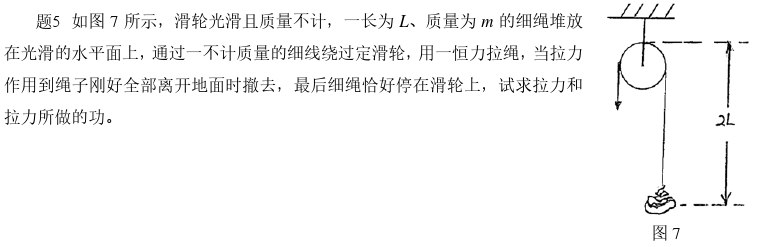 题5 如图 7 所示，滑轮光滑且质量不计，一长为 L、质量为 m 的细绳堆放
在光滑的水平面上，通过一不计质量的细线绕过定滑轮，用一恒力拉绳，当拉力
作用到绳子刚好全部离开地面时撤去，最后细绳恰好停在滑轮上，试求拉力和
拉力所做的功。
2L
图 7